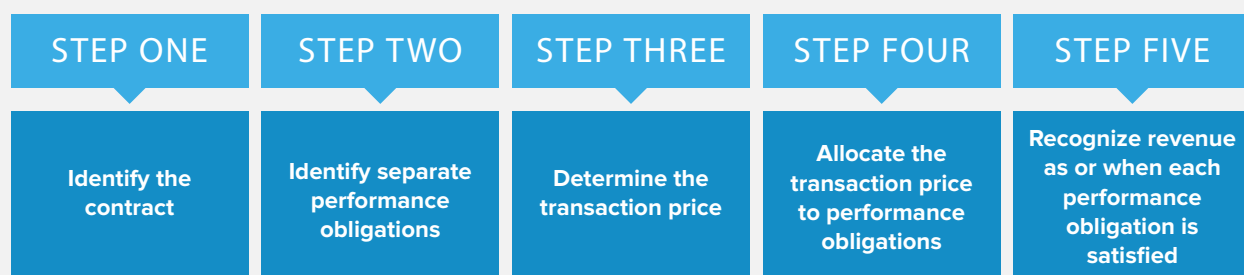 STEP ONE
Identify the
contract
STEP TWO
Identify separate
performance
obligations
STEP THREE
Determine the
transaction price
STEP FOUR
Allocate the
transaction price
to performance
obligations
STEP FIVE
Recognize revenue
as or when each
performance
obligation is
satisfied